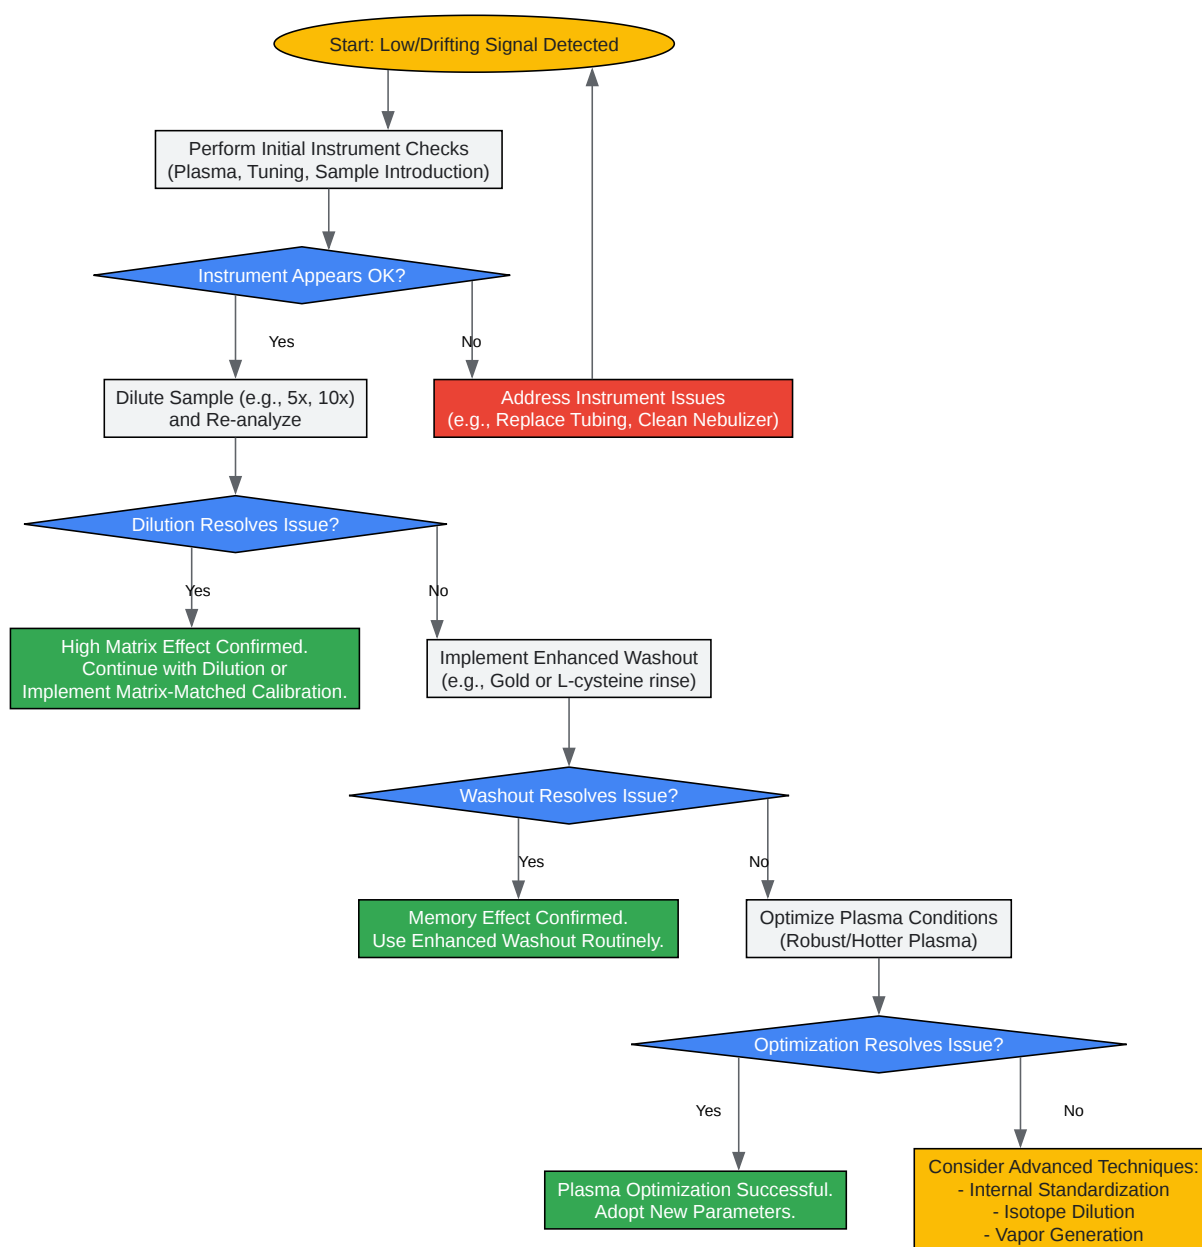 Start: Low/Drifting Signal Detected
Perform Initial Instrument Checks
(Plasma, Tuning, Sample Introduction)
Instrument Appears OK?
Yes
No
Dilute Sample (e.g., 5x, 10x)
and Re-analyze
Address Instrument Issues
(e.g., Replace Tubing, Clean Nebulizer)
Dilution Resolves Issue?
Yes
No
High Matrix Effect Confirmed.
Continue with Dilution or
Implement Matrix-Matched Calibration.
Implement Enhanced Washout
(e.g., Gold or L-cysteine rinse)
Washout Resolves Issue?
Yes
No
Memory Effect Confirmed.
Use Enhanced Washout Routinely.
Optimize Plasma Conditions
(Robust/Hotter Plasma)
Optimization Resolves Issue?
Yes
No
Plasma Optimization Successful.
Adopt New Parameters.
Consider Advanced Techniques:
- Internal Standardization
- Isotope Dilution
- Vapor Generation